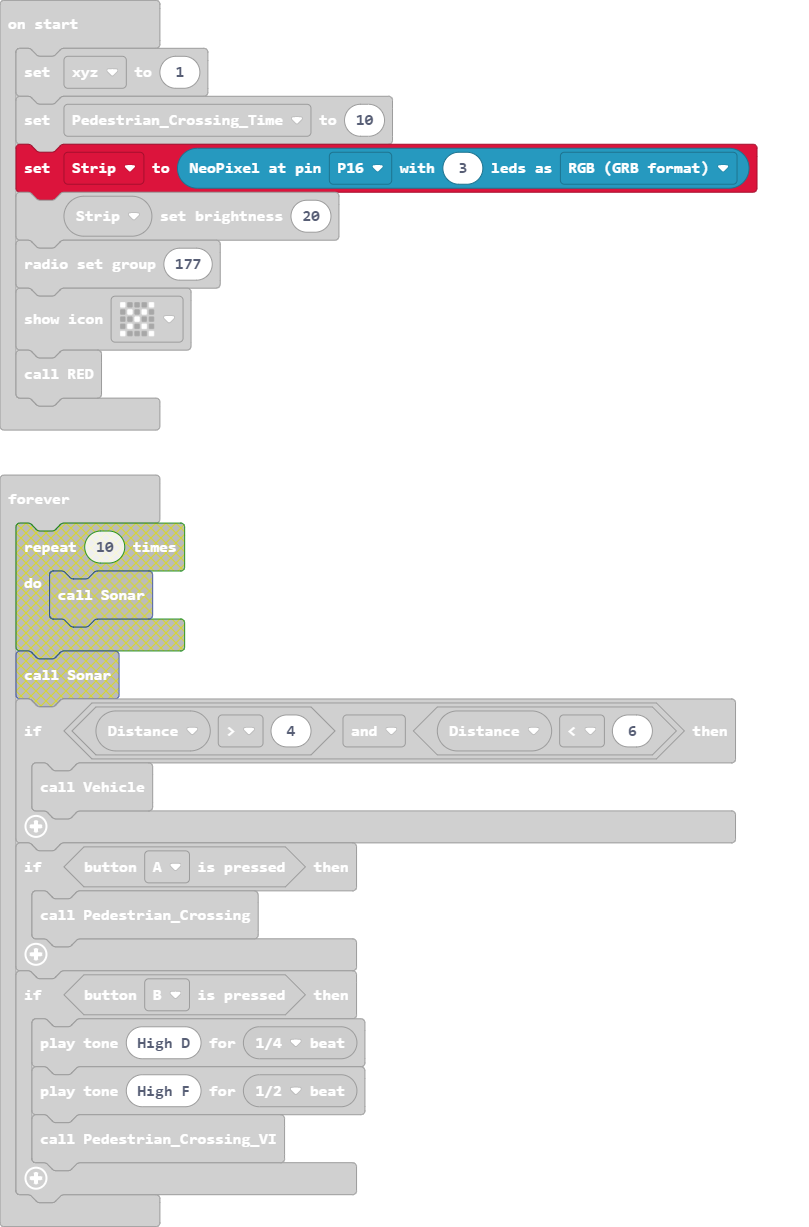 on start
set xyz to 1
set Pedestrian_Crossing_Time to 10
set Strip to NeoPixel at pin P16 with 3 leds as RGB (GRB format)
Strip set brightness 20
radio set group 177
show icon
call RED
forever
repeat 10 times
do
call Sonar
call Sonar
if Distance > 4 and Distance < 6 then
call Vehicle
if button A is pressed then
call Pedestrian_Crossing
if button B is pressed then
play tone High D for 1/4 beat
play tone High F for 1/2 beat
call Pedestrian_Crossing_VI